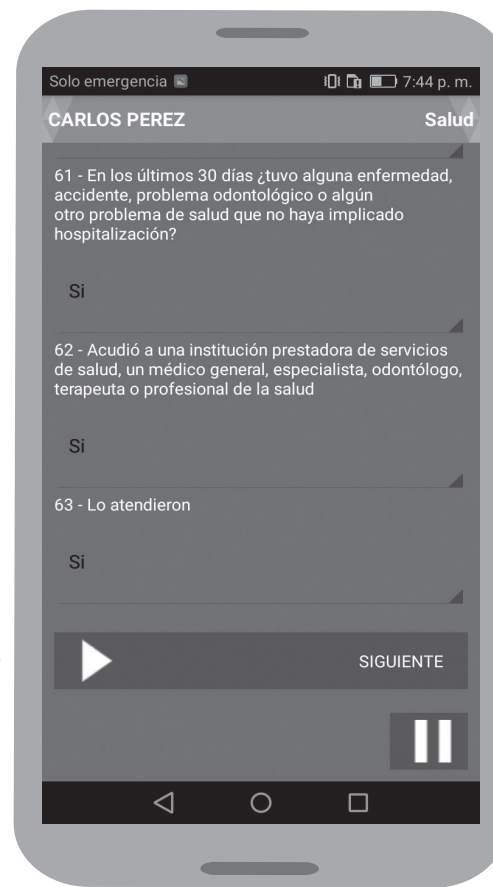 Solo emergencia 7:44 p. m.
CARLOS PEREZ Salud
61 - En los últimos 30 días ¿tuvo alguna enfermedad,
accidente, problema odontológico o algún
otro problema de salud que no haya implicado
hospitalización?
Si
62 - Acudió a una institución prestadora de servicios
de salud, un médico general, especialista, odontólogo,
terapeuta o profesional de la salud
Si
63 - Lo atendieron
Si
SIGUIENTE